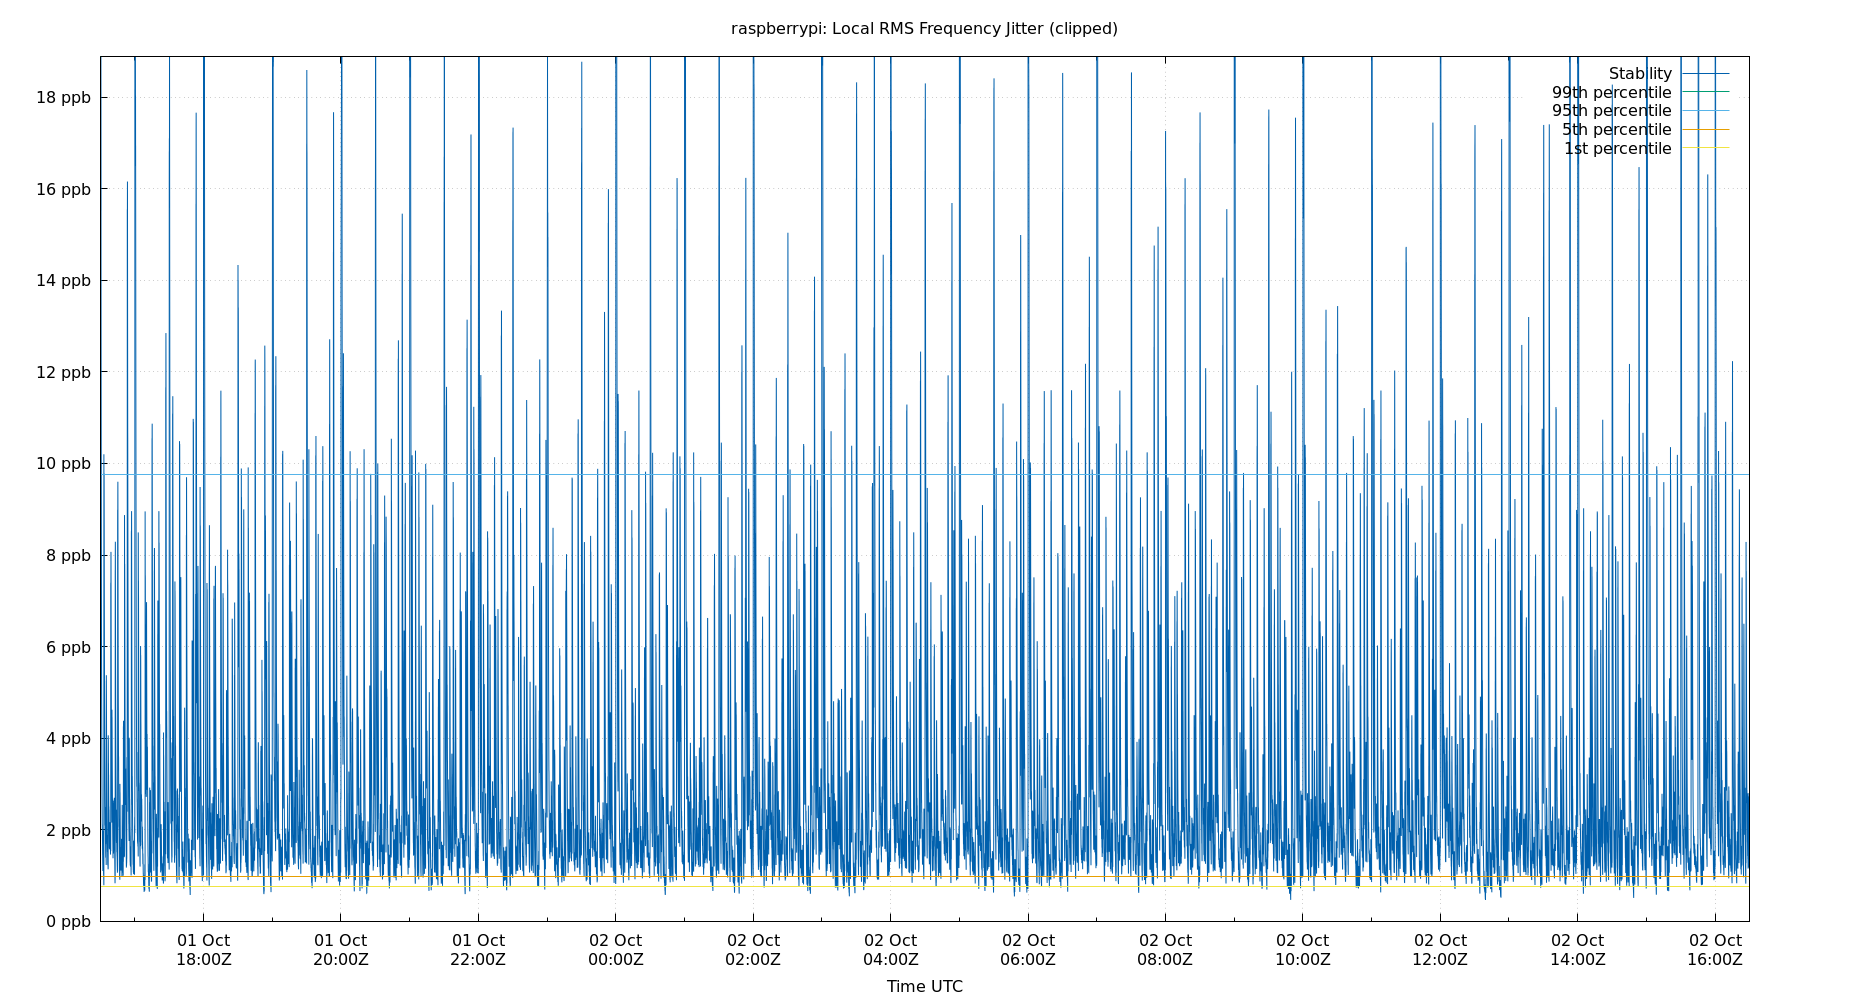 raspberrypi: Local RMS Frequency Jitter (clipped)
Stability
99th percentile
95th percentile
5th percentile
1st percentile
18 ppb
16 ppb
14 ppb
12 ppb
10 ppb
8 ppb
6 ppb
4 ppb
2 ppb
0 ppb
01 Oct 01 Oct 01 Oct 02 Oct 02 Oct 02 Oct 02 Oct 02 Oct 02 Oct 02 Oct 02 Oct 02 Oct
18:00Z 20:00Z 22:00Z 00:00Z 02:00Z 04:00Z 06:00Z 08:00Z 10:00Z 12:00Z 14:00Z 16:00Z
Time UTC